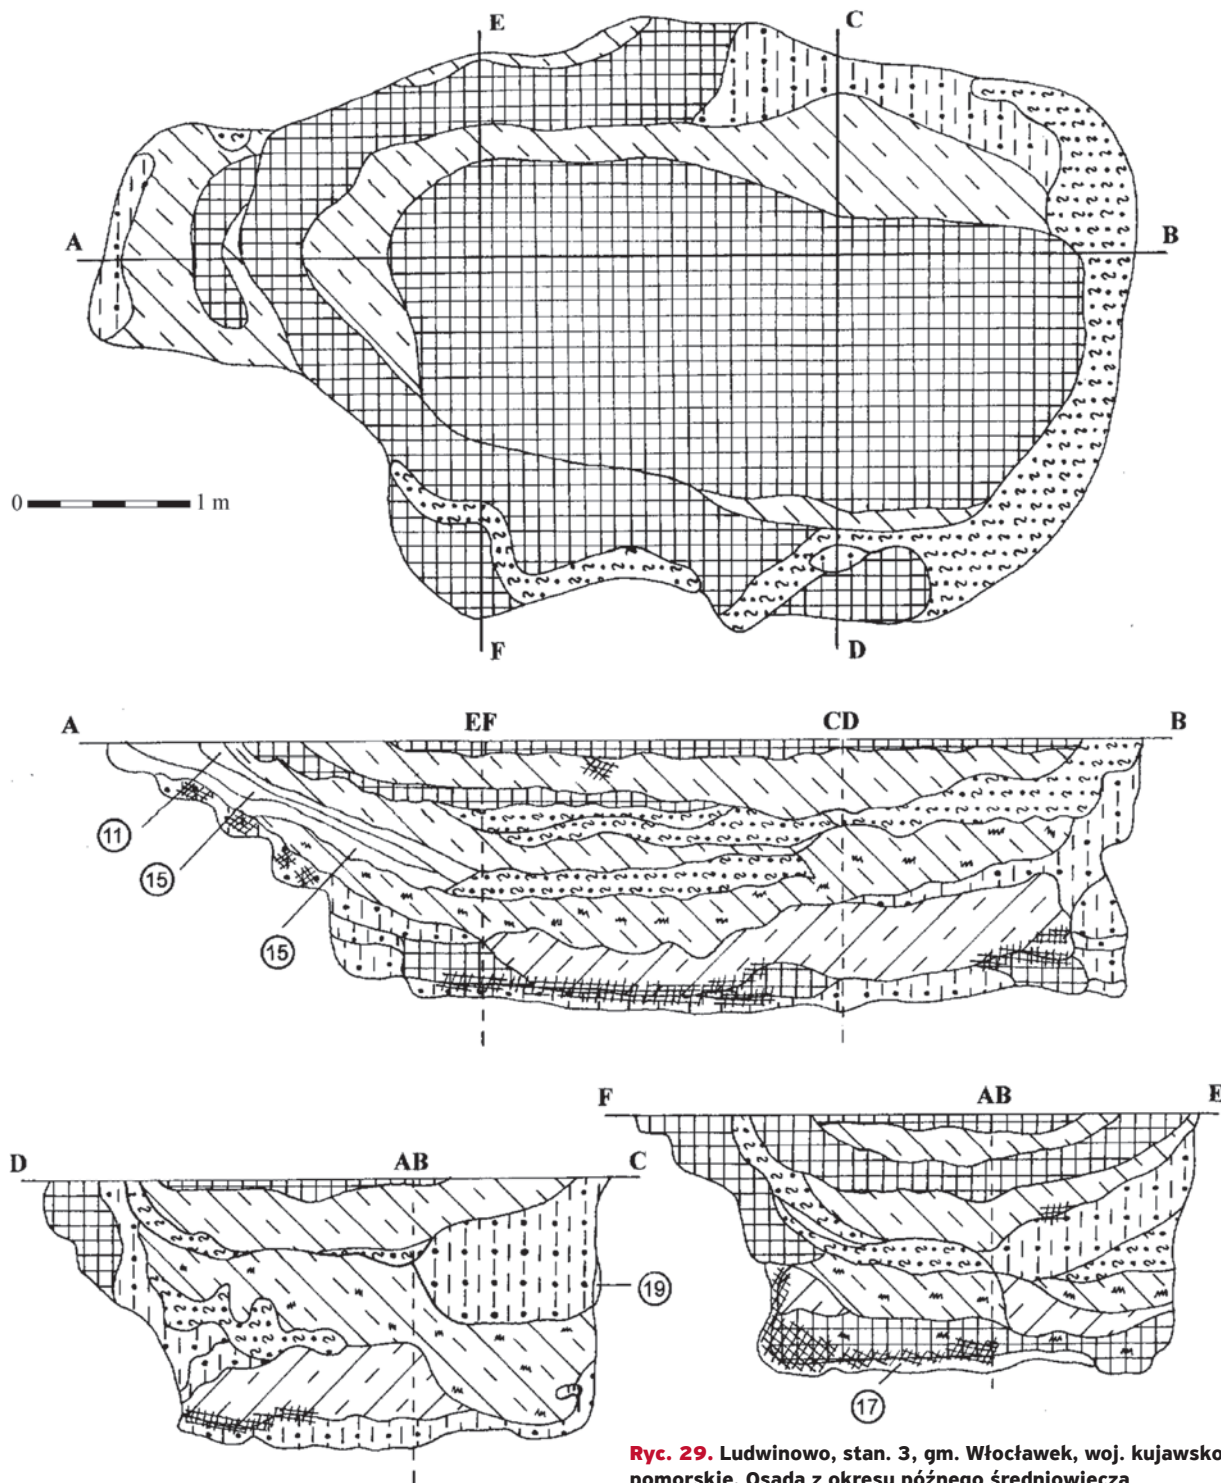 E
C
A
B
0 1 m
F
D
A EF CD B
11
15
15
F AB E
D AB C
19
17
Ryc. 29. Ludwinowo, stan. 3, gm. Włocławek, woj. kujawsko
pomorskie. Osada z okresu późnego średniowiecza